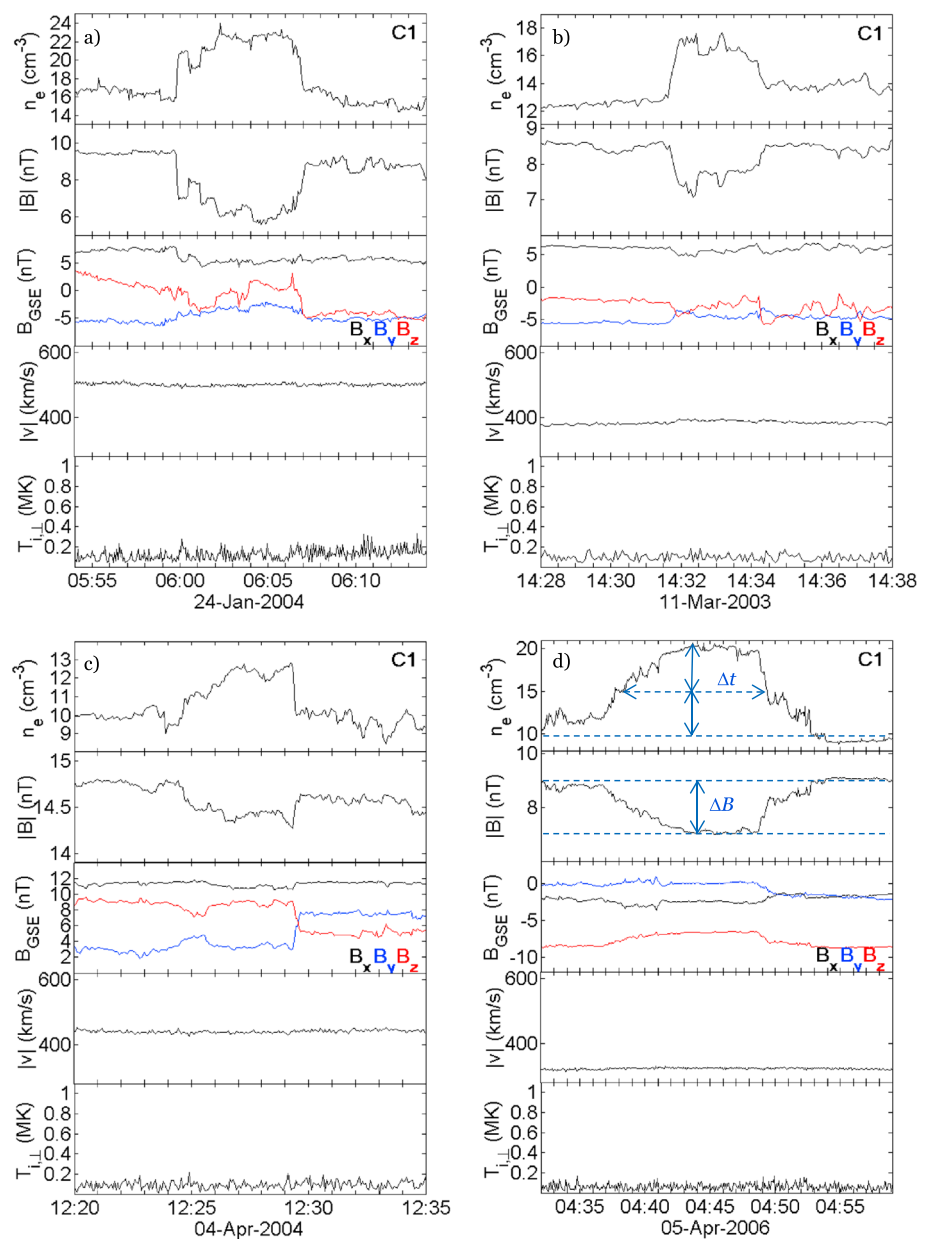 a)
C1
n_e (cm^-3)
24
22
20
18
16
14
|B| (nT)
10
8
6
B_GSE (nT)
5
0
-5
B_x B_y B_z
|v| (km/s)
600
400
T_i,⊥ (MK)
1
0.8
0.6
0.4
0.2
05:55 06:00 06:05 06:10
24-Jan-2004
b)
C1
n_e (cm^-3)
18
16
14
12
|B| (nT)
9
8
7
B_GSE (nT)
5
0
-5
B_x B_y B_z
|v| (km/s)
600
400
T_i,⊥ (MK)
1
0.8
0.6
0.4
0.2
14:28 14:30 14:32 14:34 14:36 14:38
11-Mar-2003
c)
C1
n_e (cm^-3)
13
12
11
10
9
|B| (nT)
15
14.5
14
B_GSE (nT)
12
10
8
6
4
2
B_x B_y B_z
|v| (km/s)
600
400
T_i,⊥ (MK)
1
0.8
0.6
0.4
0.2
12:20 12:25 12:30 12:35
04-Apr-2004
d)
C1
n_e (cm^-3)
20
15
10
Δt
|B| (nT)
10
8
ΔB
B_GSE (nT)
0
-5
-10
B_x B_y B_z
|v| (km/s)
600
400
T_i,⊥ (MK)
1
0.8
0.6
0.4
0.2
04:35 04:40 04:45 04:50 04:55
05-Apr-2006